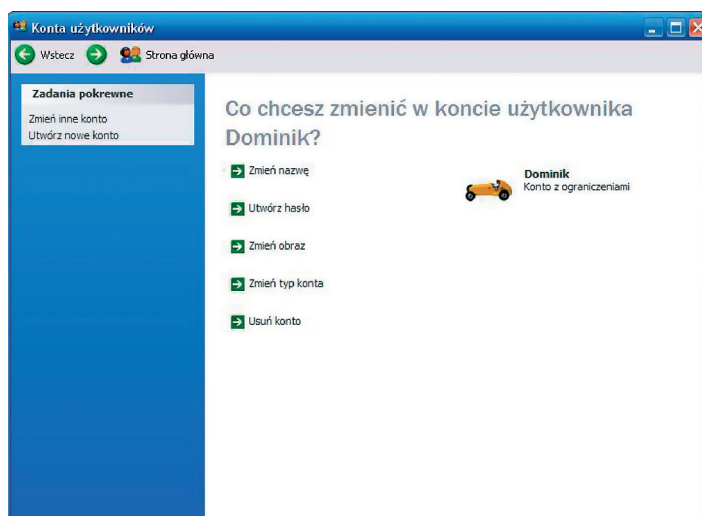 Konta użytkowników
Wstecz Strona główna
Zadania pokrewne
Zmień inne konto
Utwórz nowe konto
Co chcesz zmienić w koncie użytkownika
Dominik?
Zmień nazwę
Utwórz hasło
Zmień obraz
Zmień typ konta
Usuń konto
Dominik
Konto z ograniczeniami